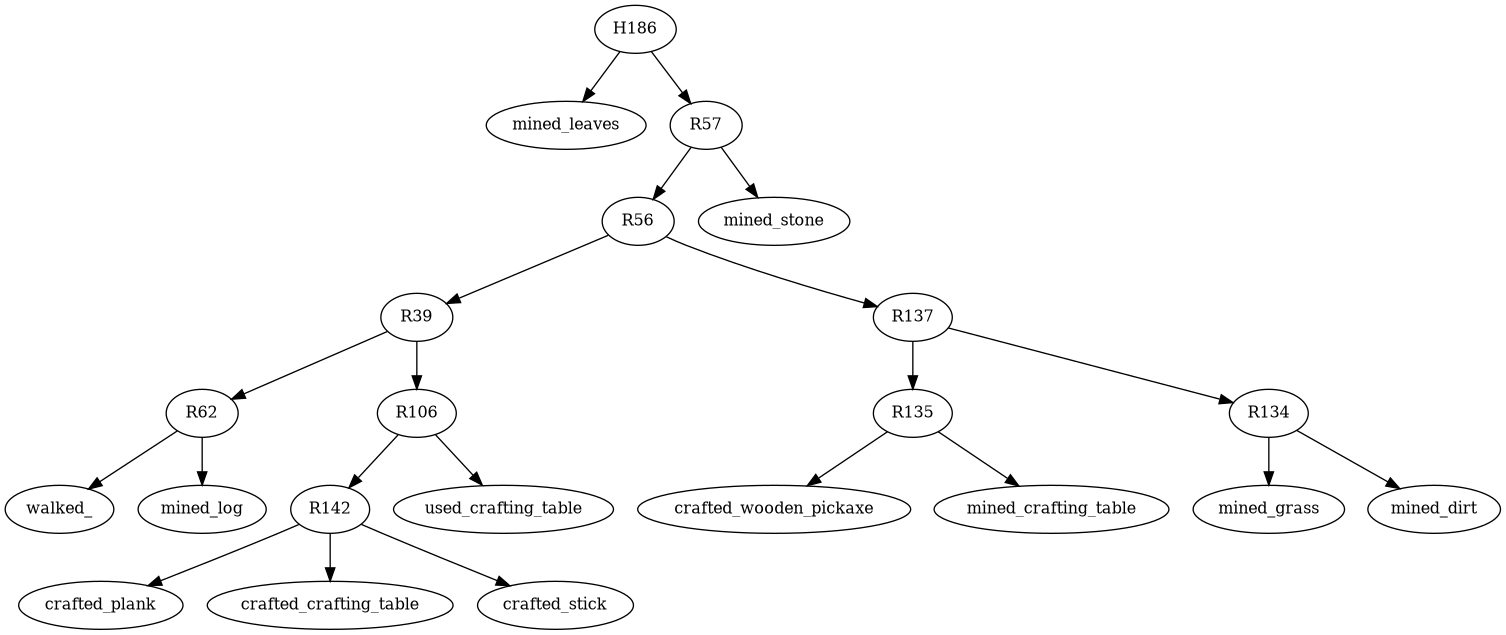 H186
mined_leaves
R57
R56
mined_stone
R39
R137
R62
R106
R135
R134
walked_
mined_log
R142
used_crafting_table
crafted_wooden_pickaxe
mined_crafting_table
mined_grass
mined_dirt
crafted_plank
crafted_crafting_table
crafted_stick